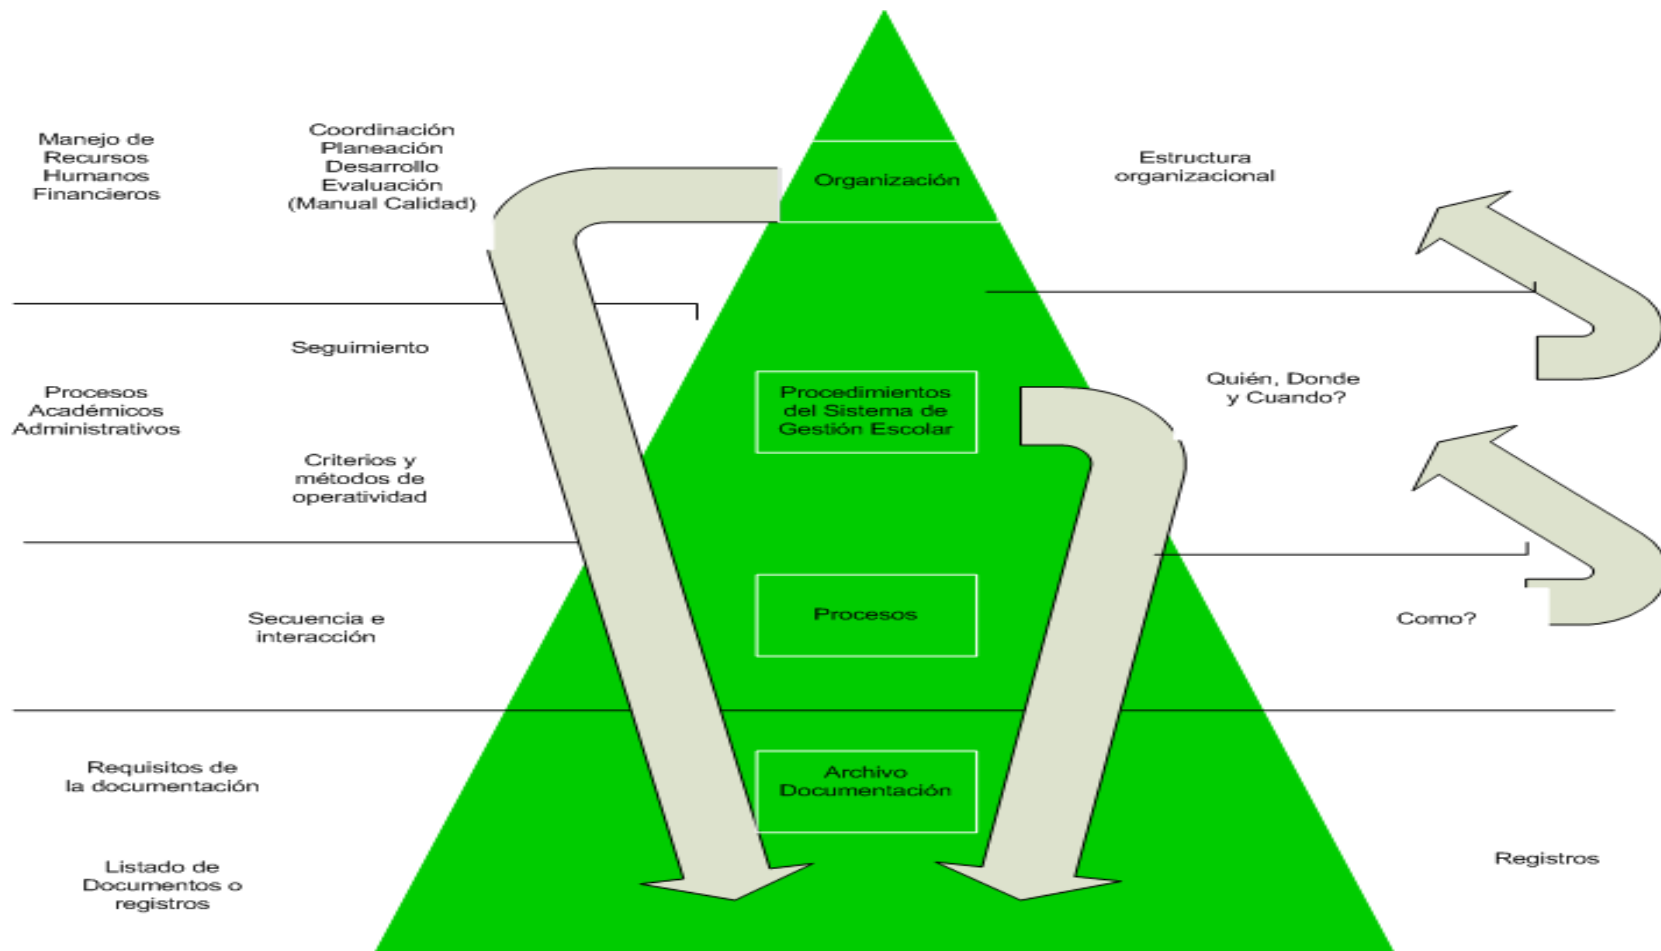 Manejo de
Recursos
Humanos
Financieros
Coordinación
Planeación
Desarrollo
Evaluación
(Manual Calidad)
Organización
Estructura
organizacional
Seguimiento
Procesos
Académicos
Administrativos
Criterios y
métodos de
operatividad
Procedimientos
del Sistema de
Gestión Escolar
Quién, Donde
y Cuando?
Secuencia e
interacción
Procesos
Como?
Requisitos de
la documentación
Listado de
Documentos o
registros
Archivo
Documentación
Registros